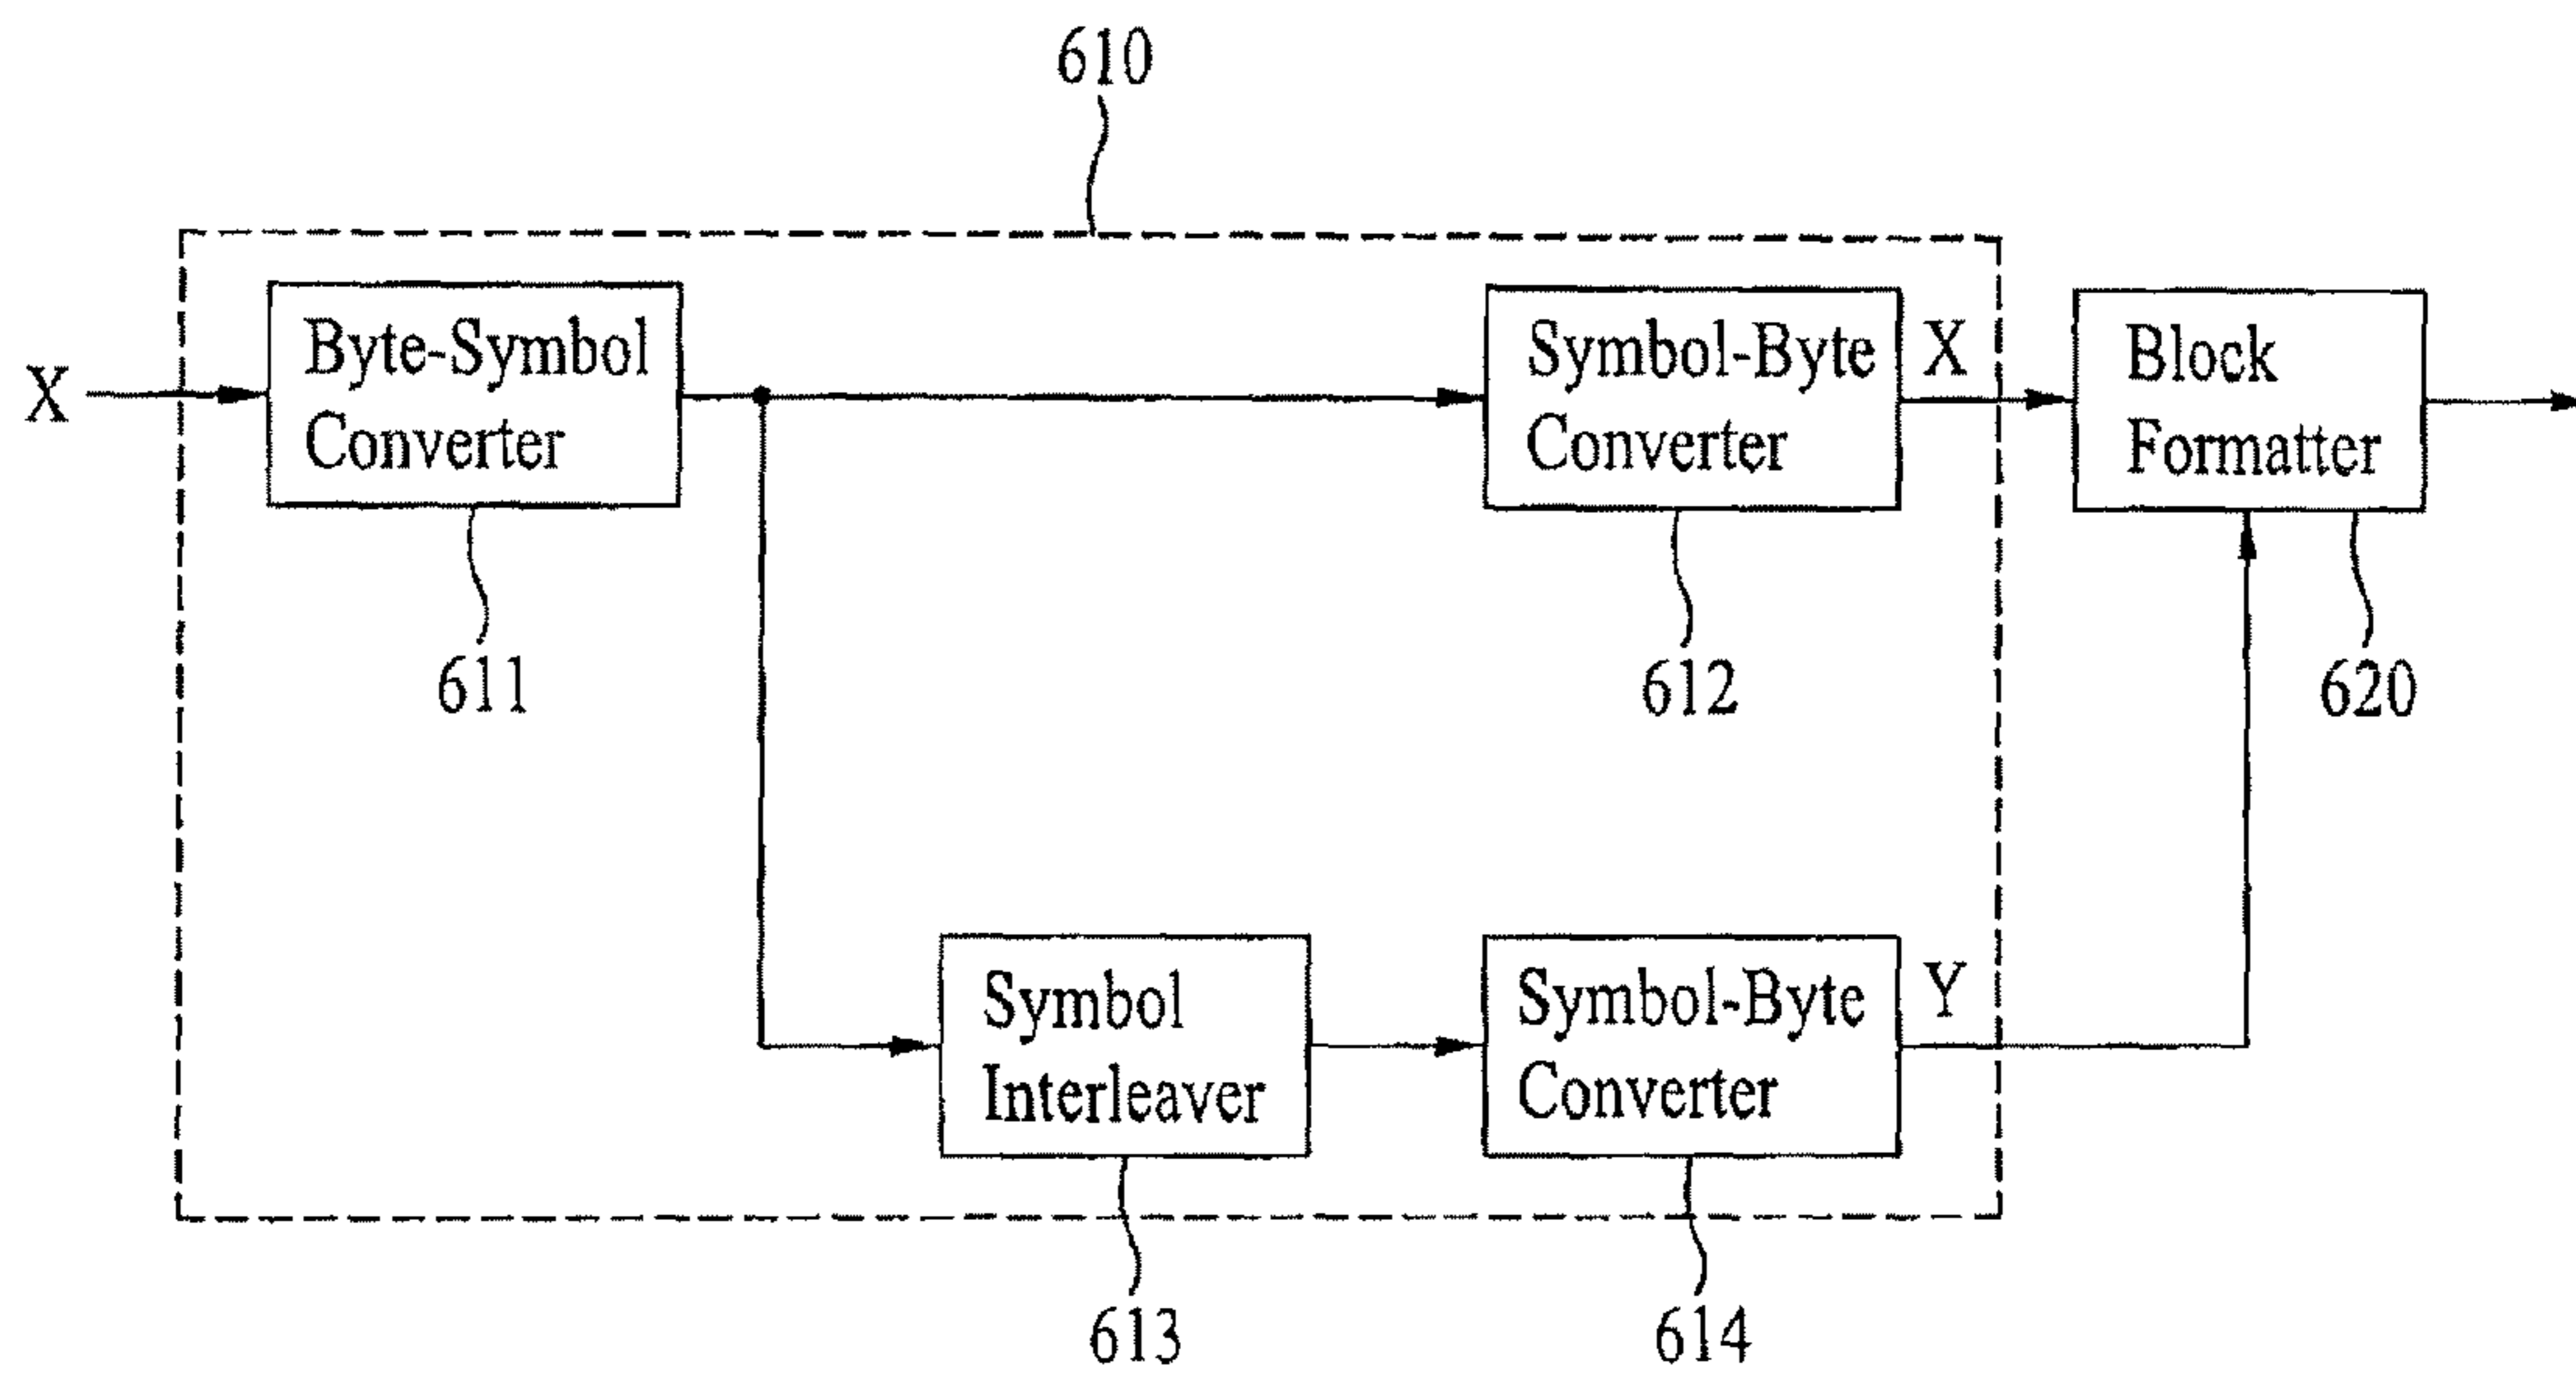 610
X
Byte-Symbol
Converter
611
Symbol-Byte
Converter
612
X
Block
Formatter
620
Symbol
Interleaver
613
Symbol-Byte
Converter
614
Y